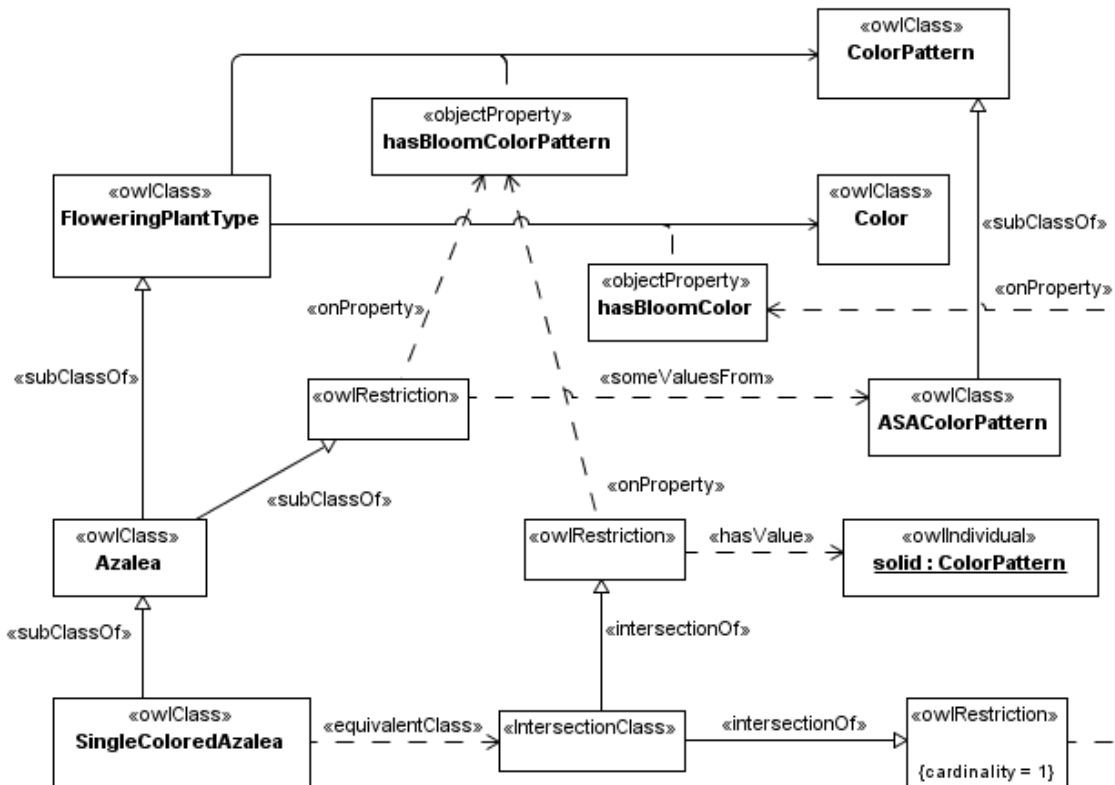 «owlClass»
ColorPattern
«objectProperty»
hasBloomColorPattern
«owlClass»
FloweringPlantType
«owlClass»
Color
«subClassOf»
«objectProperty»
hasBloomColor
«onProperty»
«onProperty»
«subClassOf»
«owlRestriction»
«someValuesFrom»
«owlClass»
ASAColorPattern
«subClassOf»
«onProperty»
«owlClass»
Azalea
«owlRestriction»
«hasValue»
«owlIndividual»
solid : ColorPattern
«subClassOf»
«intersectionOf»
«owlClass»
SingleColoredAzalea
«equivalentClass»
«IntersectionClass»
«intersectionOf»
«owlRestriction»
{cardinality = 1}